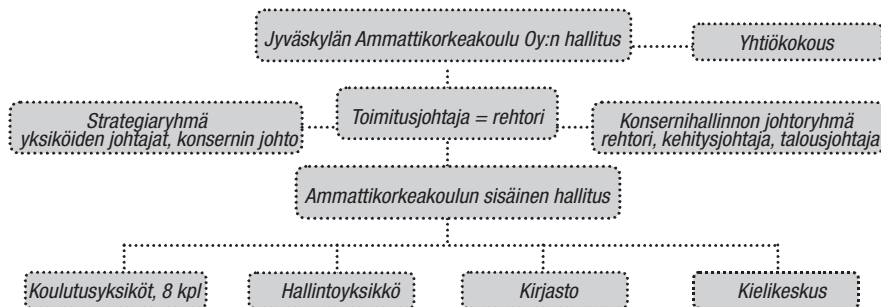 Jyväskylän Ammattikorkeakoulu Oy:n hallitus
Yhtiökokous
Strategiaryhmä
yksiköiden johtajat, konsernin johto
Toimitusjohtaja = rehtori
Konsernihallinnon johtoryhmä
rehtori, kehitysjohtaja, talousjohtaja
Ammattikorkeakoulun sisäinen hallitus
Koulutusyksiköt, 8 kpl
Hallintoyksikkö
Kirjasto
Kielikeskus